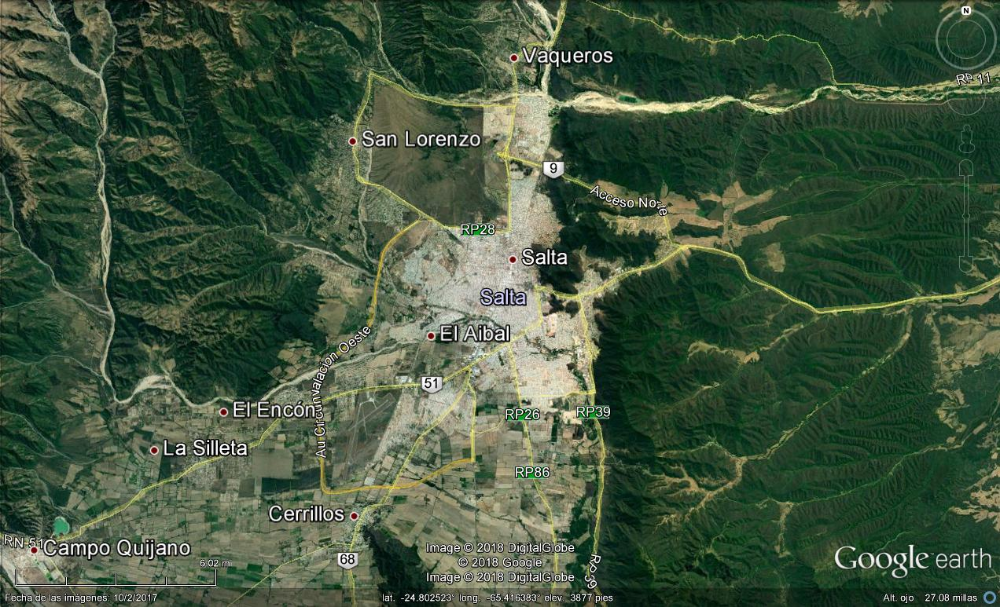 N
Vaqueros
RP 11
San Lorenzo
9
Acceso Norte
RP28
Salta
Salta
El Aibal
Au Circunvalacion Oeste
51
El Encón
RP26
RP39
La Silleta
RP86
Cerrillos
RN 51
Campo Quijano
68
RP39
6.02 mi
Image © 2018 DigitalGlobe
© 2018 Google
Image © 2018 DigitalGlobe
Google earth
Fecha de las imágenes: 10/2/2017
lat. -24.802523° long. -65.416383° elev. 3877 pies
Alt. ojo 27.08 millas